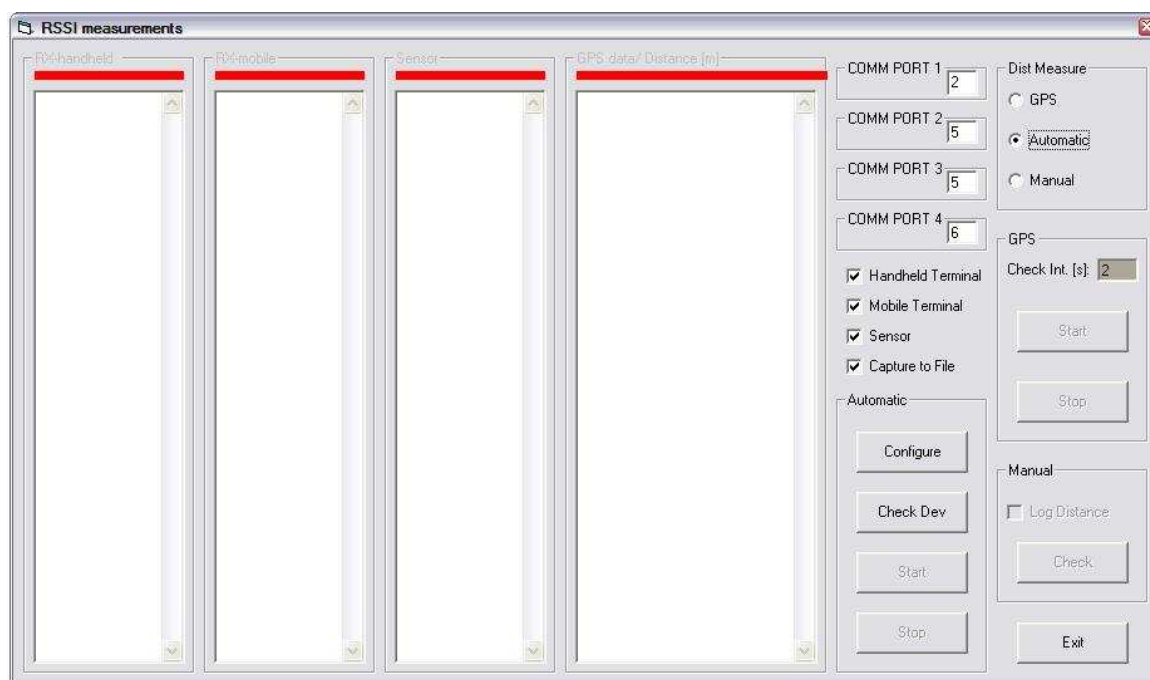 RSSI measurements
RX-handheld
RX-mobile
Sensor
GPS data/ Distance [m]
COMM PORT 1
2
COMM PORT 2
5
COMM PORT 3
5
COMM PORT 4
6
Handheld Terminal
Mobile Terminal
Sensor
Capture to File
Automatic
Configure
Check Dev
Start
Stop
Dist Measure
GPS
Automatic
Manual
GPS
Check Int. [s]: 2
Start
Stop
Manual
Log Distance
Check
Exit